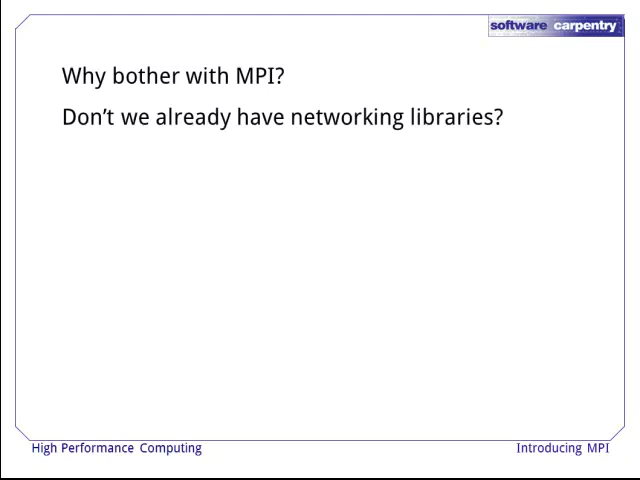 software carpentry
Why bother with MPI?
Don’t we already have networking libraries?
High Performance Computing
Introducing MPI